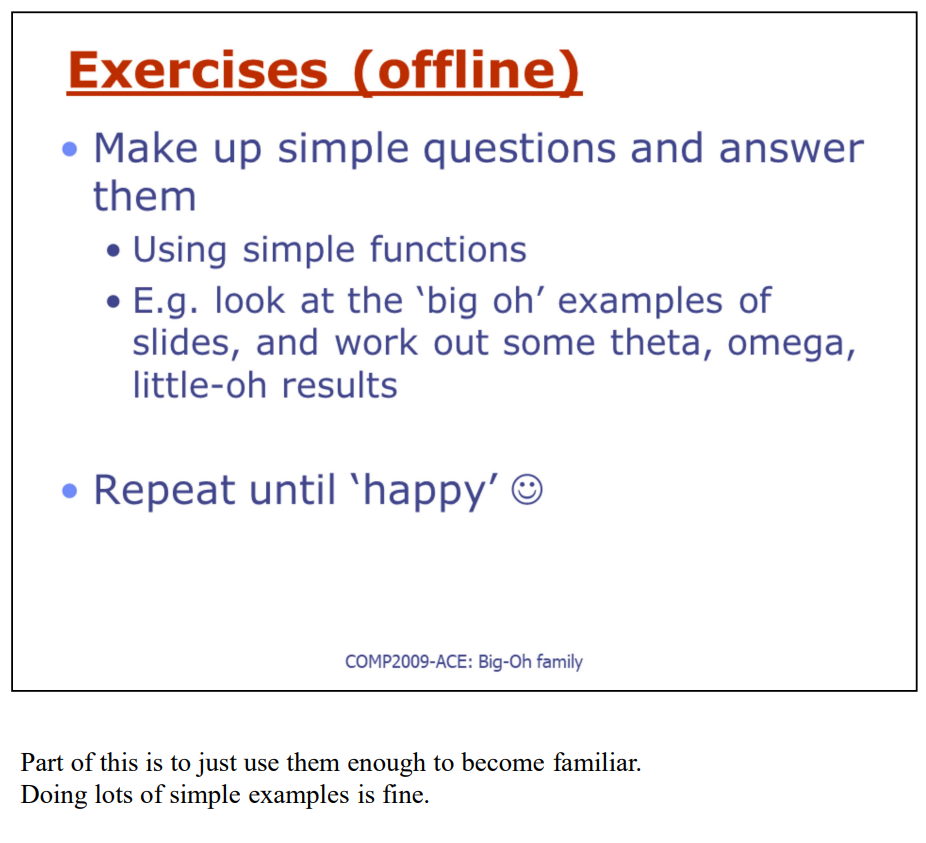 Exercises (offline)
• Make up simple questions and answer
them
• Using simple functions
• E.g. look at the ‘big oh’ examples of
slides, and work out some theta, omega,
little-oh results
• Repeat until ‘happy’ ☺
COMP2009-ACE: Big-Oh family
Part of this is to just use them enough to become familiar.
Doing lots of simple examples is fine.